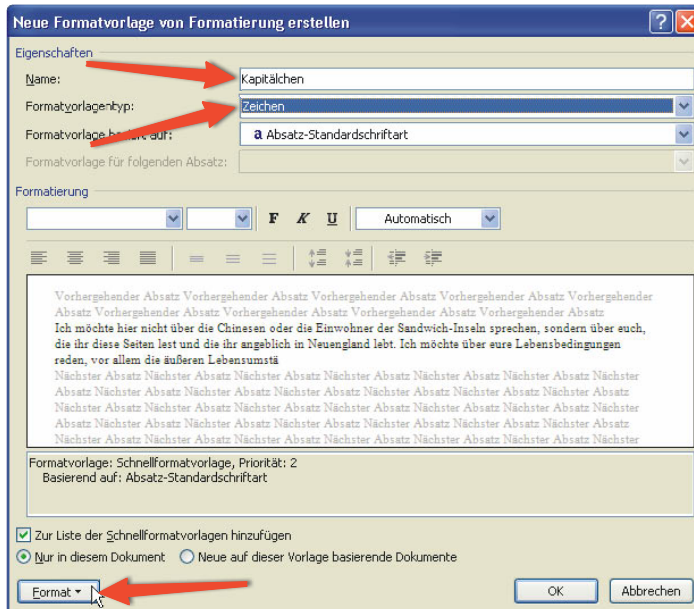 Neue Formatvorlage von Formatierung erstellen
Eigenschaften
Name: Kapitälchen
Formatvorlagentyp: Zeichen
Formatvorlage auf: a Absatz-Standardschriftart
Formatvorlage für folgenden Absatz:
Formatierung
F K U Automatisch
Vorhergehender Absatz Vorhergehender Absatz Vorhergehender Absatz Vorhergehender Absatz Vorhergehender
Absatz Vorhergehender Absatz Vorhergehender Absatz Vorhergehender Absatz Vorhergehender Absatz
Ich möchte hier nicht über die Chinesen oder die Einwohner der Sandwich-Inseln sprechen, sondern über euch,
die ihr diese Seiten lest und die ihr angeblich in Neuengland lebt. Ich möchte über eure Lebensbedingungen
reden, vor allem die äußeren Lebensumstä
Nächster Absatz Nächster Absatz Nächster Absatz Nächster Absatz Nächster Absatz Nächster Absatz Nächster
Absatz Nächster Absatz Nächster Absatz Nächster Absatz Nächster Absatz Nächster Absatz Nächster Absatz
Nächster Absatz Nächster Absatz Nächster Absatz Nächster Absatz Nächster Absatz Nächster Absatz Nächster
Absatz Nächster Absatz Nächster Absatz Nächster Absatz Nächster Absatz Nächster Absatz Nächster Absatz
Nächster Absatz Nächster Absatz Nächster Absatz Nächster Absatz Nächster Absatz Nächster Absatz Nächster
Formatvorlage: Schnellformatvorlage, Priorität: 2
Basierend auf: Absatz-Standardschriftart
Zur Liste der Schnellformatvorlagen hinzufügen
Nur in diesem Dokument Neue auf dieser Vorlage basierende Dokumente
Format OK Abbrechen